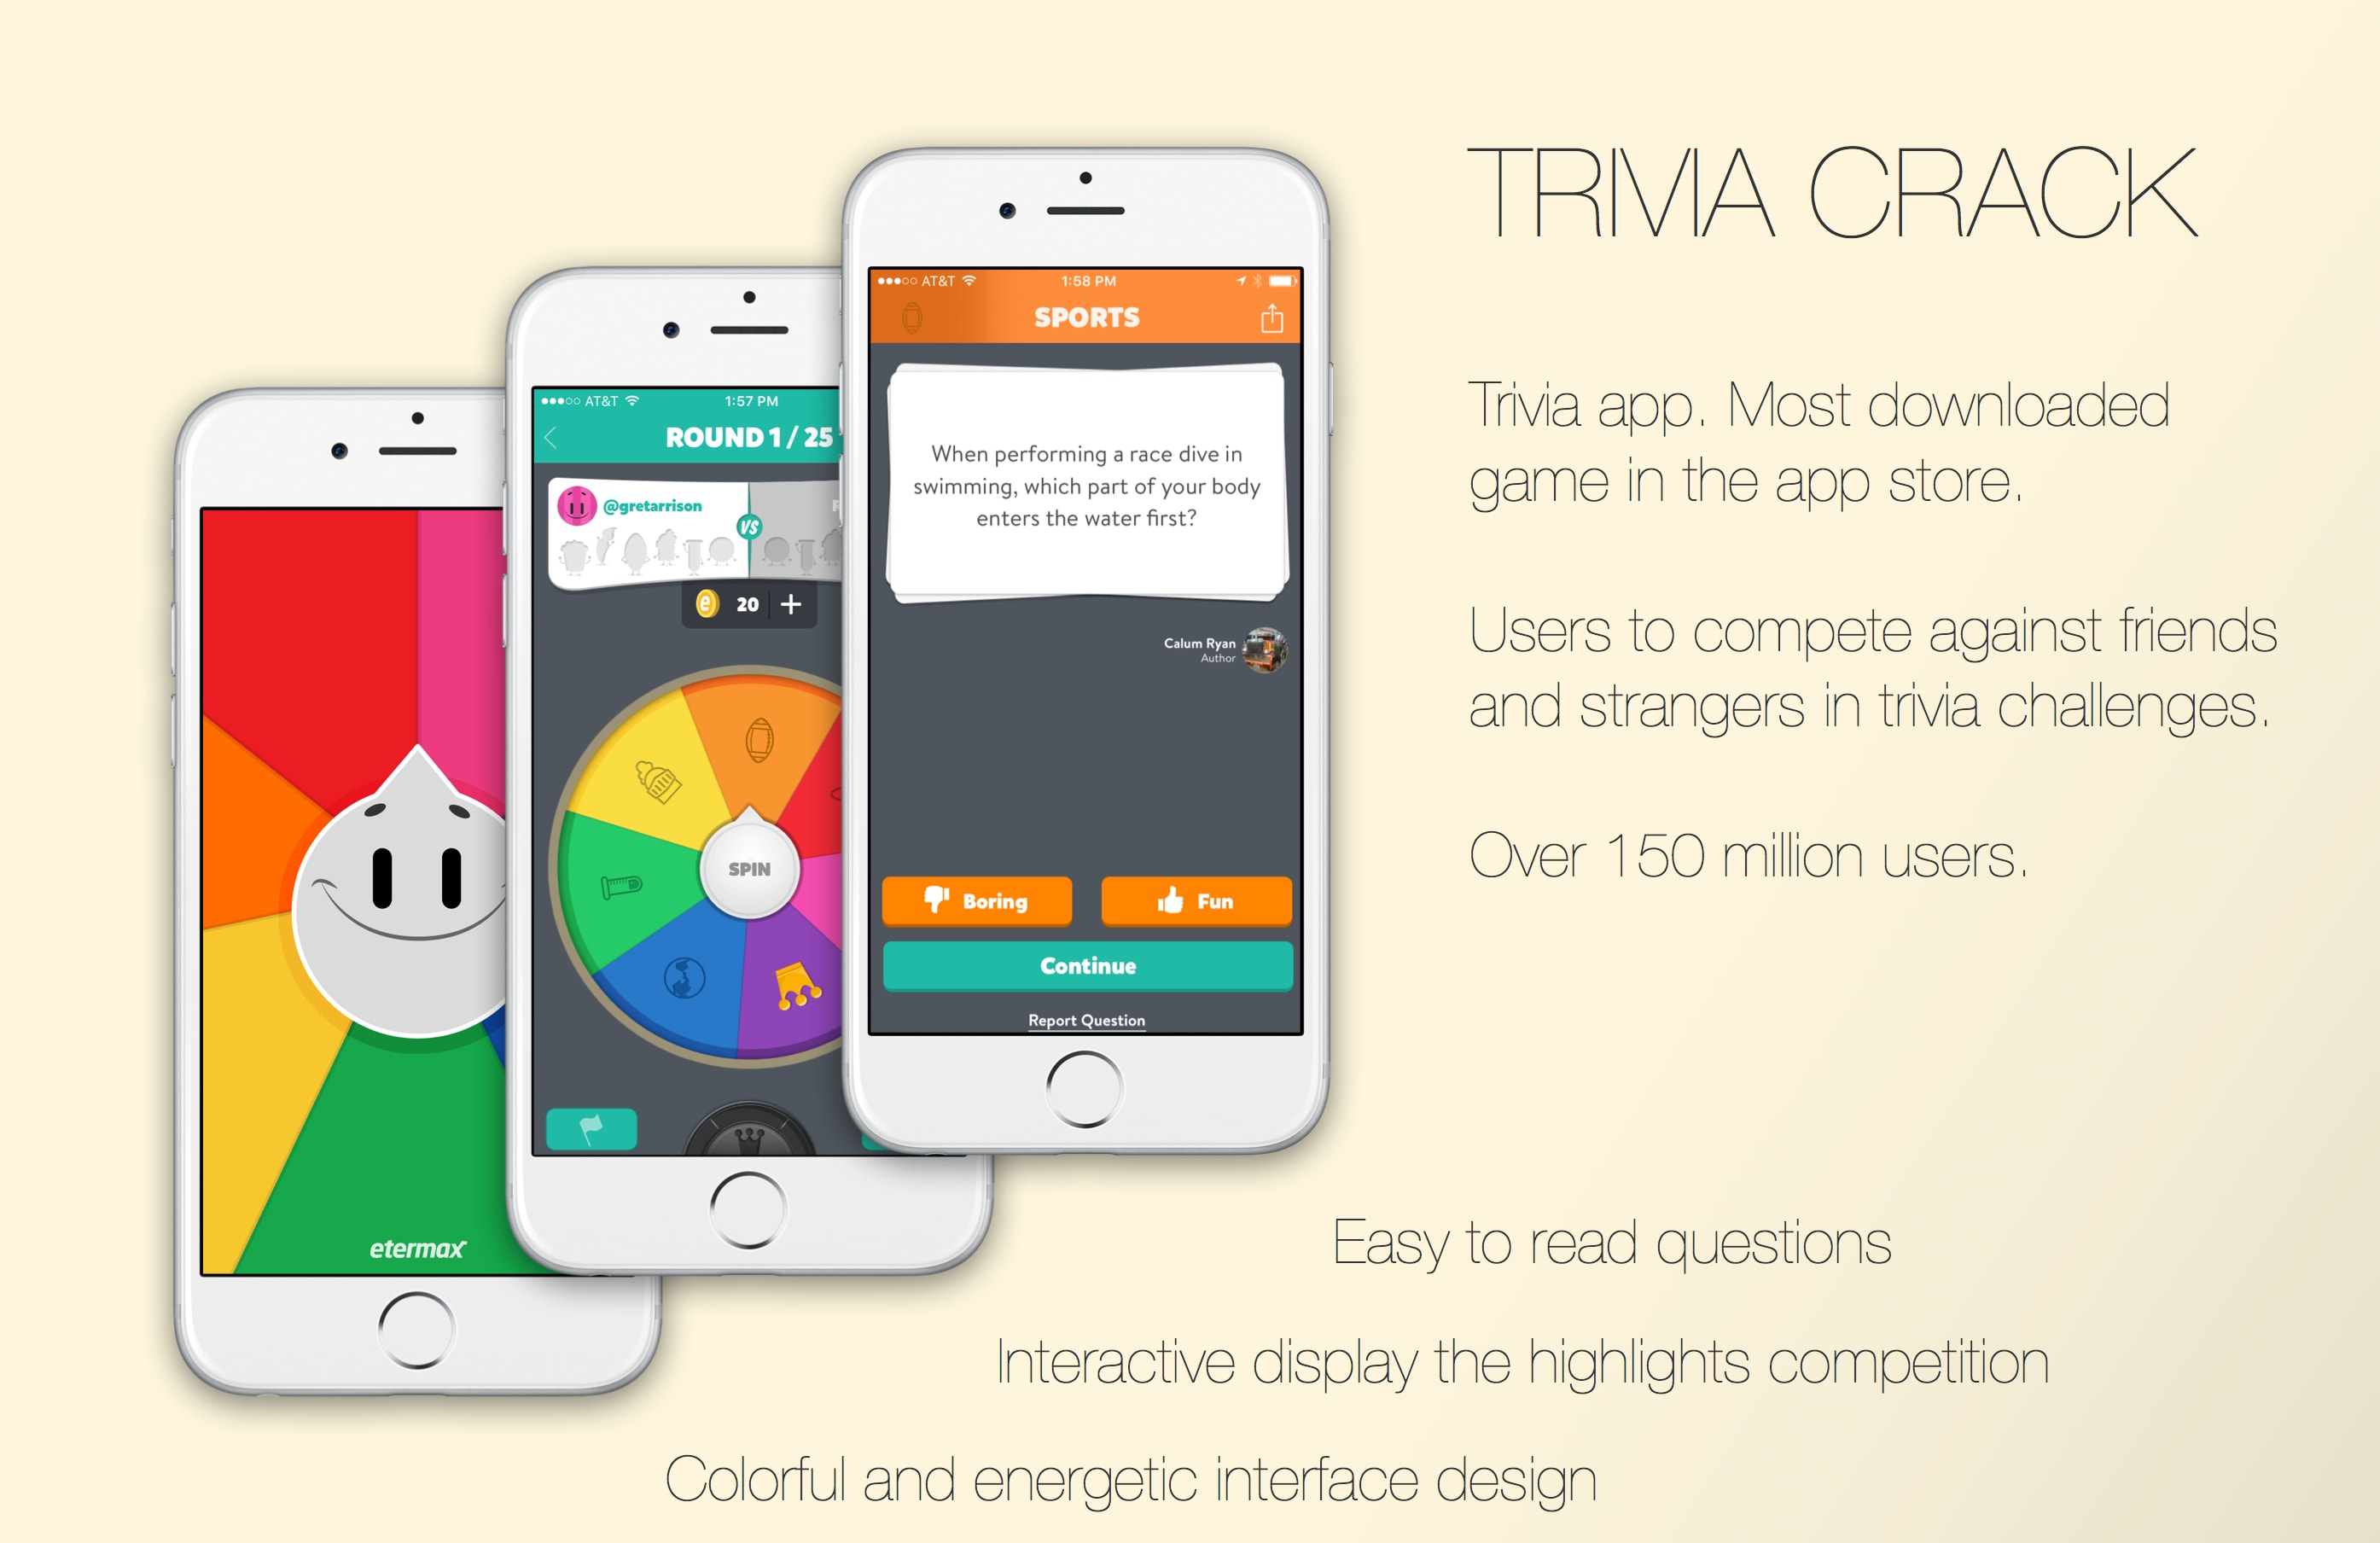 TRIVIA CRACK
Trivia app. Most downloaded
game in the app store.
Users to compete against friends
and strangers in trivia challenges.
Over 150 million users.
Easy to read questions
Interactive display the highlights competition
Colorful and energetic interface design
etermax
AT&T 1:57 PM
ROUND 1 / 25
@gretarrison
VS
R
20 +
SPIN
AT&T 1:58 PM
SPORTS
When performing a race dive in
swimming, which part of your body
enters the water first?
Calum Ryan
Author
Boring
Fun
Continue
Report Question